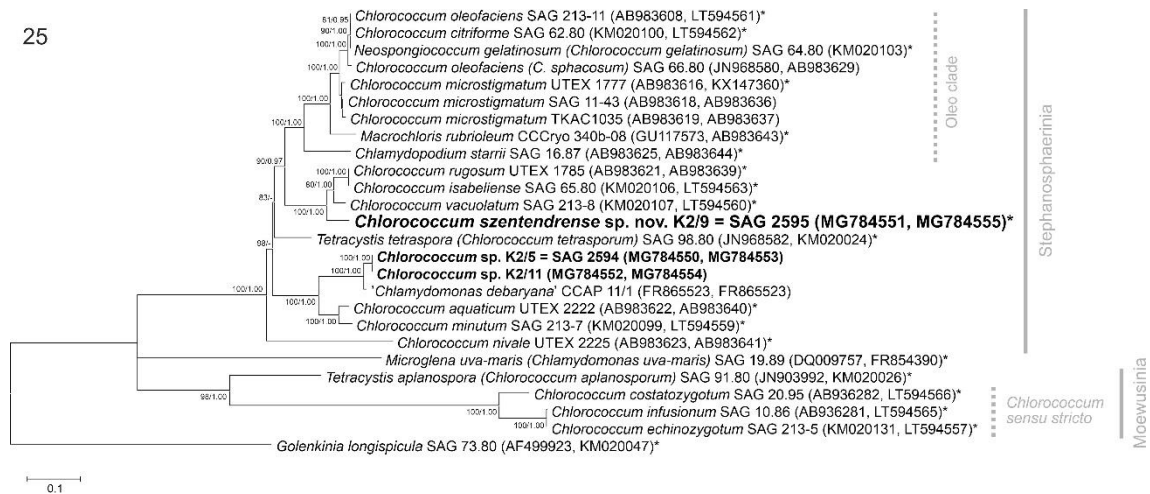 25
81/0.95
Chlorococcum oleofaciens SAG 213-11 (AB983608, LT594561)*
90/1.00
Chlorococcum citriforme SAG 62.80 (KM020100, LT594562)*
100/1.00
Neospongiococcum gelatinosum (Chlorococcum gelatinosum) SAG 64.80 (KM020103)*
100/1.00
Chlorococcum oleofaciens (C. sphacosum) SAG 66.80 (JN968580, AB983629)
100/1.00
Chlorococcum microstigmatum UTEX 1777 (AB983616, KX147360)*
Chlorococcum microstigmatum SAG 11-43 (AB983618, AB983636)
100/1.00
Chlorococcum microstigmatum TKAC1035 (AB983619, AB983637)
100/1.00
Macrochloris rubrioleum CCCryo 340b-08 (GU117573, AB983643)*
Chlamydopodium starrii SAG 16.87 (AB983625, AB983644)*
Oleo clade
90/0.97
100/1.00
Chlorococcum rugosum UTEX 1785 (AB983621, AB983639)*
80/1.00
Chlorococcum isabeliense SAG 65.80 (KM020106, LT594563)*
83/-
Chlorococcum vacuolatum SAG 213-8 (KM020107, LT594560)*
100/1.00
Chlorococcum szentendrense sp. nov. K2/9 = SAG 2595 (MG784551, MG784555)*
Tetracystis tetraspora (Chlorococcum tetrasporum) SAG 98.80 (JN968582, KM020024)*
98/-
100/1.00
Chlorococcum sp. K2/5 = SAG 2594 (MG784550, MG784553)
100/1.00
Chlorococcum sp. K2/11 (MG784552, MG784554)
100/1.00
'Chlamydomonas debaryana' CCAP 11/1 (FR865523, FR865523)
100/1.00
Chlorococcum aquaticum UTEX 2222 (AB983622, AB983640)*
100/1.00
Chlorococcum minutum SAG 213-7 (KM020099, LT594559)*
Chlorococcum nivale UTEX 2225 (AB983623, AB983641)*
Stephanosphaerinia
Microglena uva-maris (Chlamydomonas uva-maris) SAG 19.89 (DQ009757, FR854390)*
Tetracystis aplanospora (Chlorococcum aplanosporum) SAG 91.80 (JN903992, KM020026)*
98/1.00
Chlorococcum costatozygotum SAG 20.95 (AB936282, LT594566)*
100/1.00
Chlorococcum infusionum SAG 10.86 (AB936281, LT594565)*
100/1.00
Chlorococcum echinozygotum SAG 213-5 (KM020131, LT594557)*
Chlorococcum
sensu stricto
Moewusinia
Golenkinia longispicula SAG 73.80 (AF499923, KM020047)*
0.1